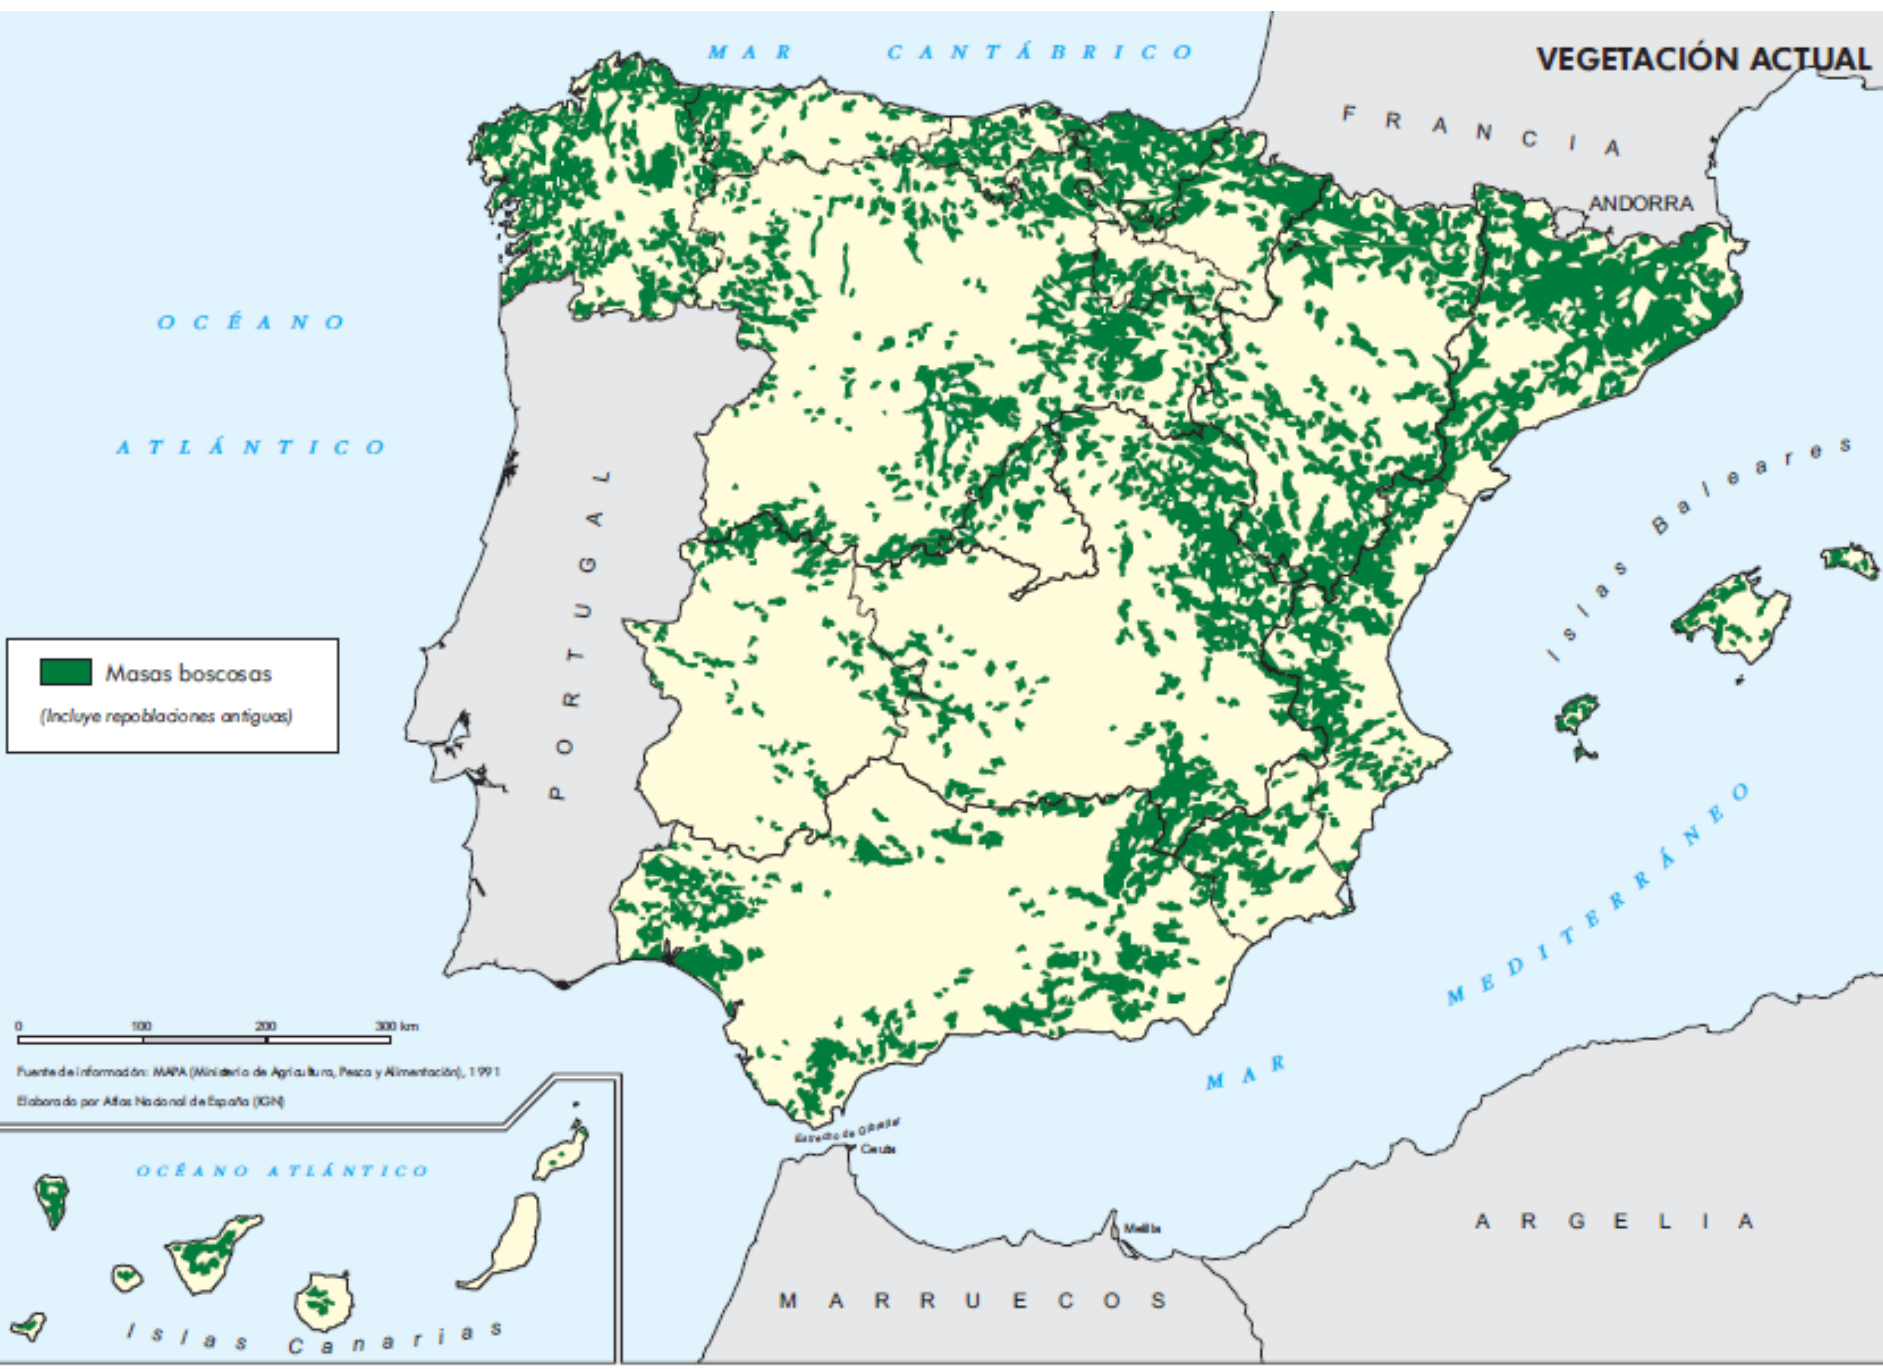 VEGETACIÓN ACTUAL
MAR CANTÁBRICO
FRANCIA
ANDORRA
OCÉANO
ATLÁNTICO
PORTUGAL
Islas Baleares
Masas boscosas
(Incluye repoblaciones antiguas)
MAR MEDITERRÁNEO
0 100 200 300 km
Fuente de información: MAPA (Ministerio de Agricultura, Pesca y Alimentación), 1991
Elaborado por Atlas Nacional de España (IGN)
Estrecho de Gibraltar
Ceuta
Melilla
OCÉANO ATLÁNTICO
Islas Canarias
MARRUECOS
ARGELIA